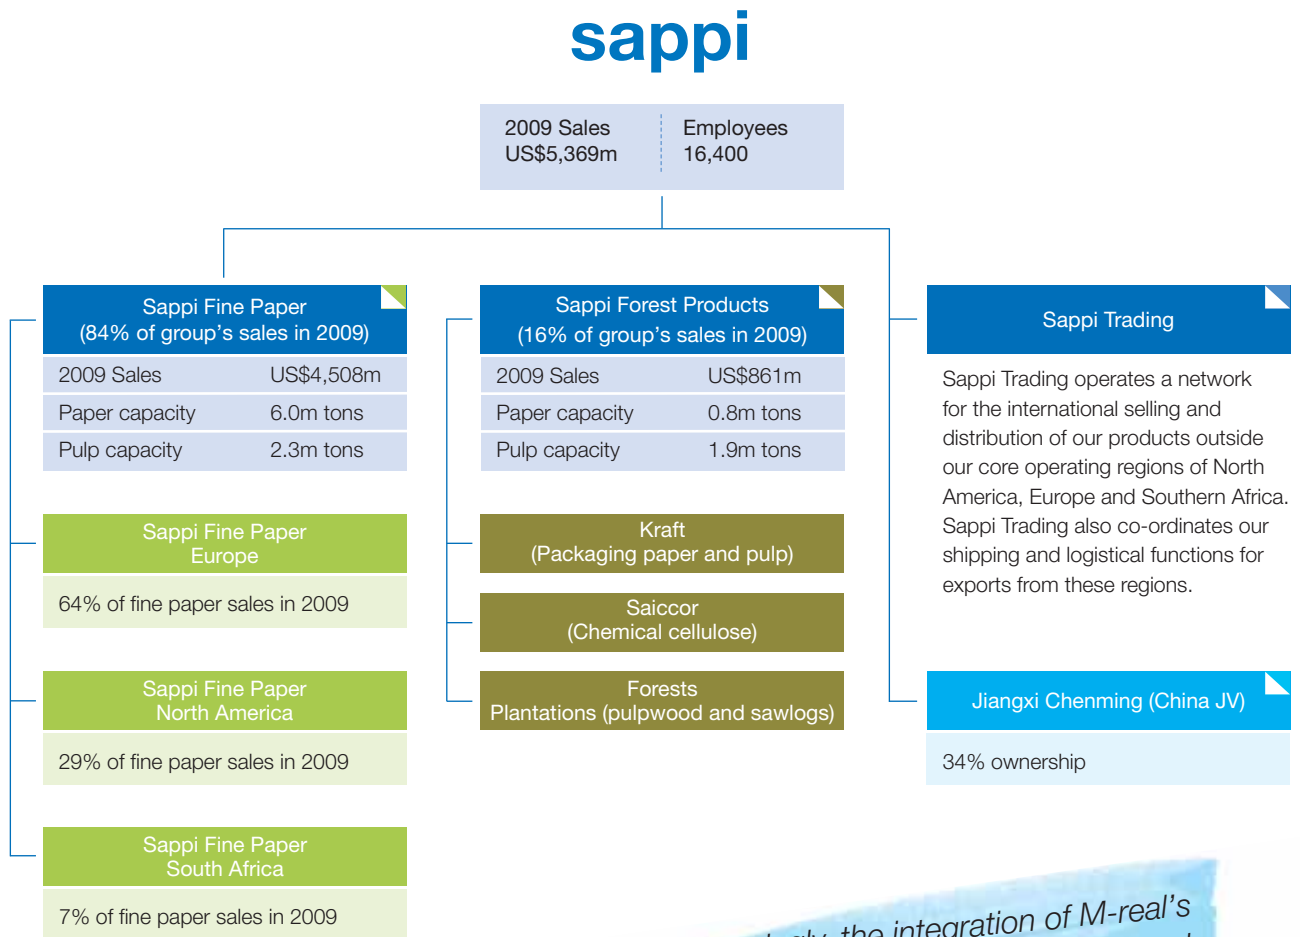 sappi
2009 Sales
US$5,369m
Employees
16,400
Sappi Fine Paper
(84% of group's sales in 2009)
2009 Sales US$4,508m
Paper capacity 6.0m tons
Pulp capacity 2.3m tons
Sappi Fine Paper
Europe
64% of fine paper sales in 2009
Sappi Fine Paper
North America
29% of fine paper sales in 2009
Sappi Fine Paper
South Africa
7% of fine paper sales in 2009
Sappi Forest Products
(16% of group's sales in 2009)
2009 Sales US$861m
Paper capacity 0.8m tons
Pulp capacity 1.9m tons
Kraft
(Packaging paper and pulp)
Saiccor
(Chemical cellulose)
Forests
Plantations (pulpwood and sawlogs)
Sappi Trading
Sappi Trading operates a network
for the international selling and
distribution of our products outside
our core operating regions of North
America, Europe and Southern Africa.
Sappi Trading also co-ordinates our
shipping and logistical functions for
exports from these regions.
Jiangxi Chenming (China JV)
34% ownership
the integration of M-real's